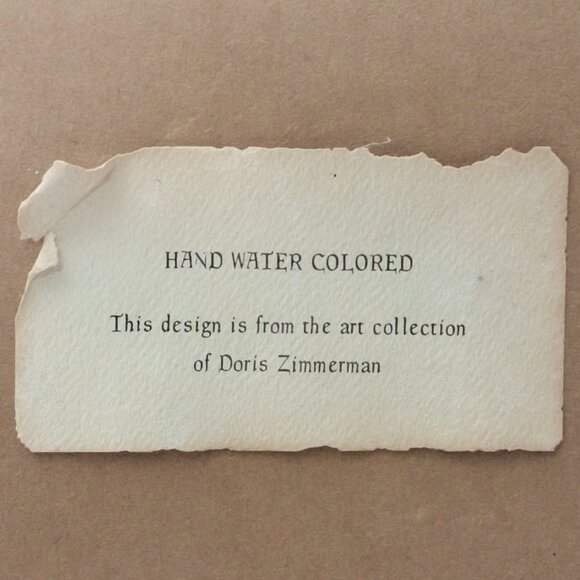 HAND WATER COLORED
This design is from the art collection
of Doris Zimmerman